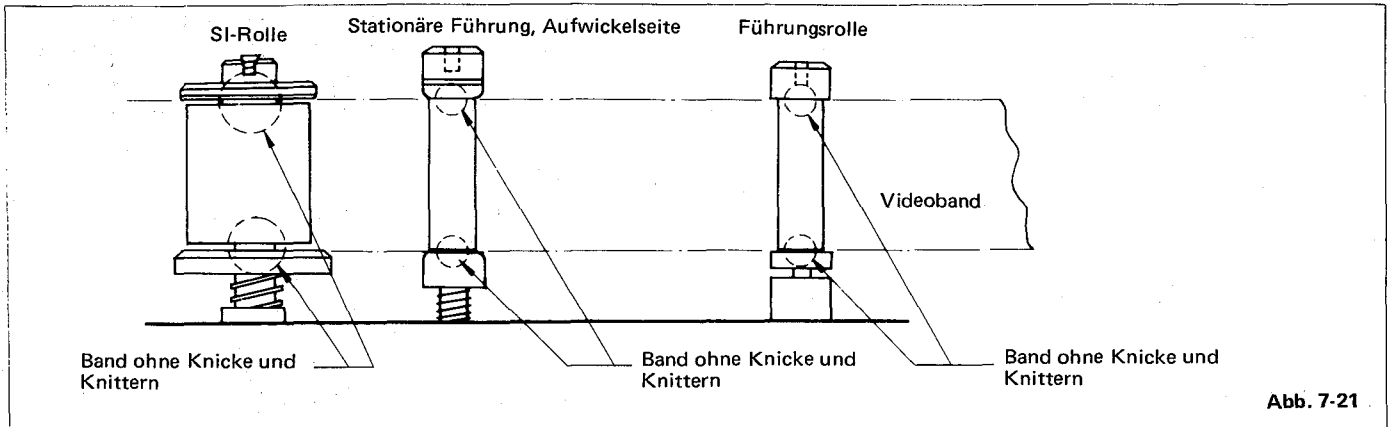 SI-Rolle
Stationäre Führung, Aufwickelseite
Führungsrolle
Videoband
Band ohne Knicke und
Knittern
Band ohne Knicke und
Knittern
Band ohne Knicke und
Knittern
Abb. 7-21